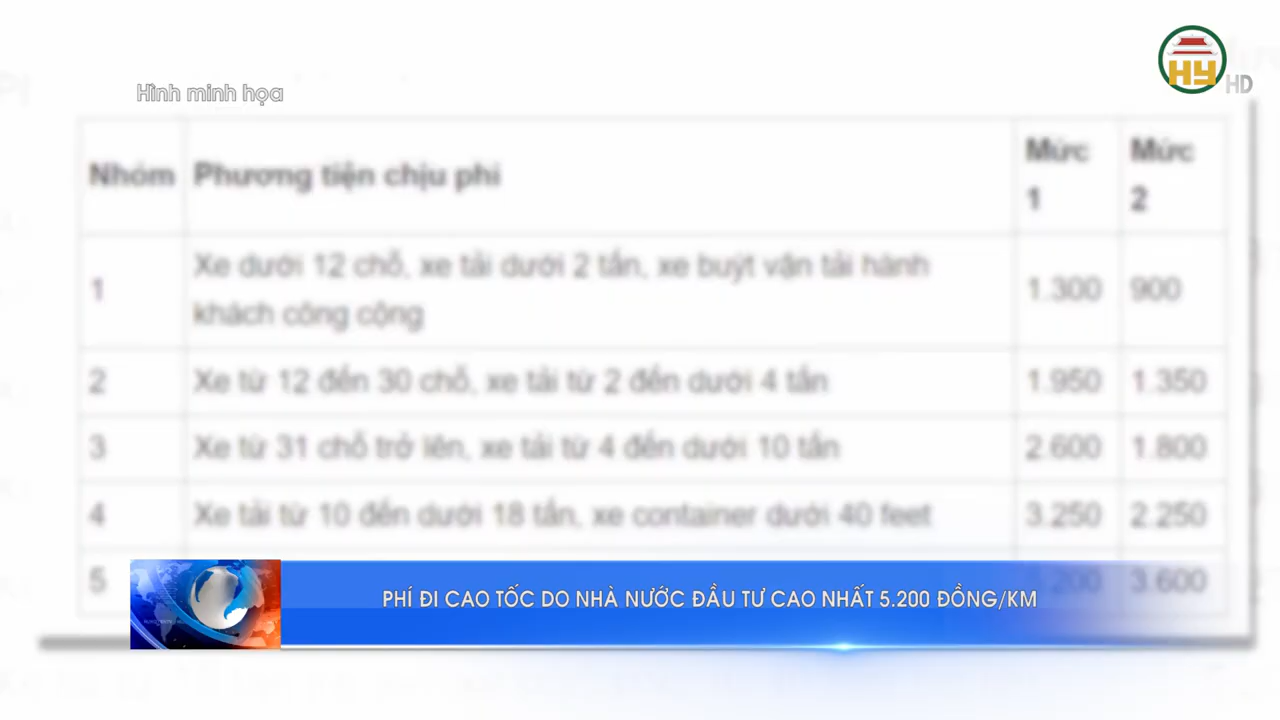 HY HD
Hình minh họa
Nhóm Phương tiện chịu phí Mức 1 Mức 2
1 Xe dưới 12 chỗ, xe tải dưới 2 tấn, xe buýt vận tải hành
khách công cộng 1.300 900
2 Xe từ 12 đến 30 chỗ, xe tải từ 2 đến dưới 4 tấn 1.950 1.350
3 Xe từ 31 chỗ trở lên, xe tải từ 4 đến dưới 10 tấn 2.600 1.800
4 Xe tải từ 10 đến dưới 18 tấn, xe container dưới 40 feet 3.250 2.250
5 3.600
PHÍ ĐI CAO TỐC DO NHÀ NƯỚC ĐẦU TƯ CAO NHẤT 5.200 ĐỒNG/KM